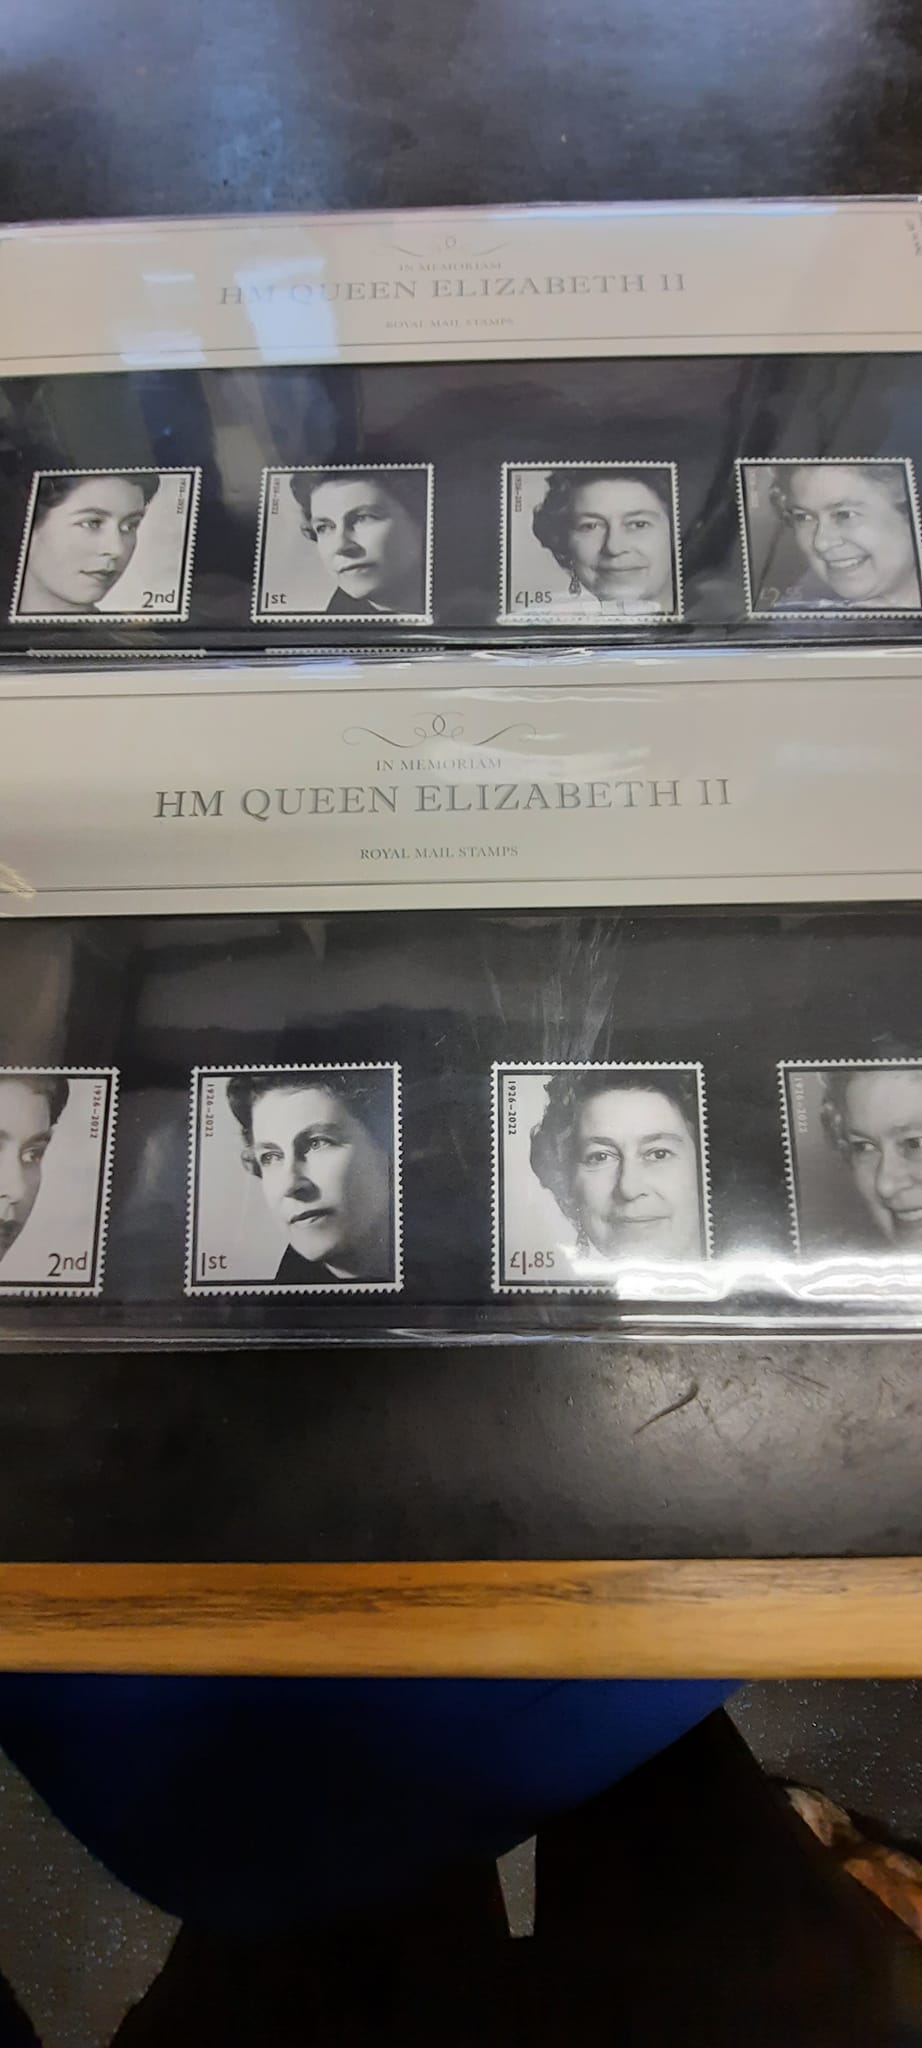 IN MEMORIAM
HM QUEEN ELIZABETH II
ROYAL MAIL STAMPS
1926–2022
2nd
1926–2022
1st
1926–2022
£1.85
£2.55
IN MEMORIAM
HM QUEEN ELIZABETH II
ROYAL MAIL STAMPS
1926–2022
2nd
1926–2022
1st
1926–2022
£1.85
1926–2022